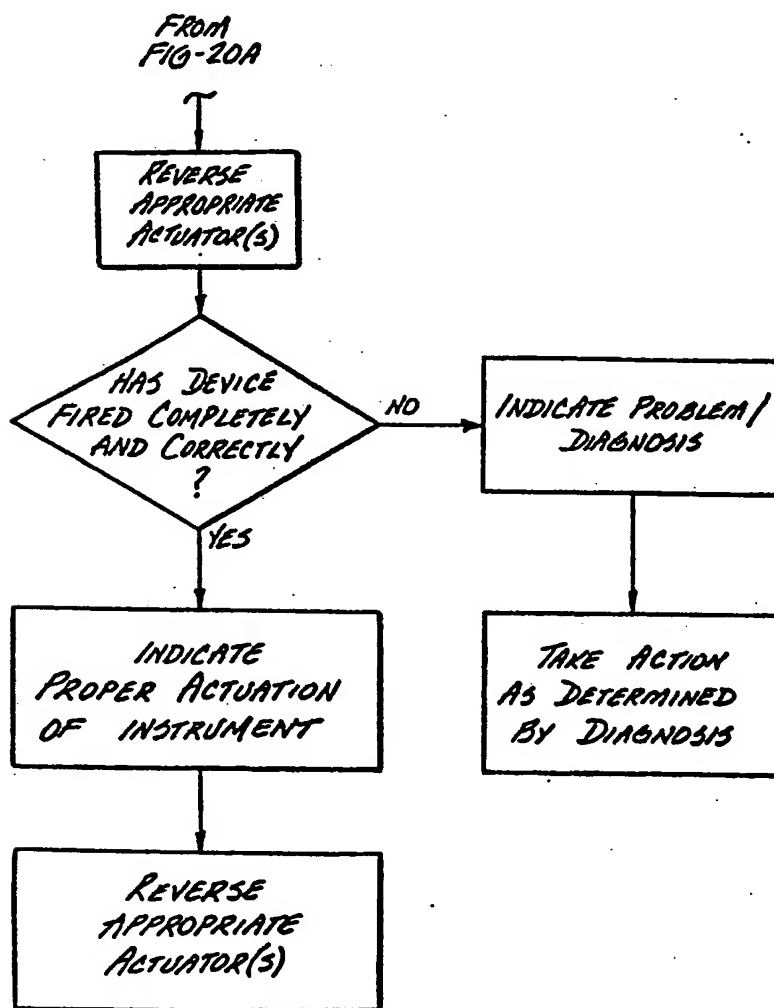 FROM
FIG-20A
REVERSE
APPROPRIATE
ACTUATOR(S)
HAS DEVICE
FIRED COMPLETELY
AND CORRECTLY
?
NO
INDICATE PROBLEM/
DIAGNOSIS
YES
INDICATE
PROPER ACTUATION
OF INSTRUMENT
TAKE ACTION
AS DETERMINED
BY DIAGNOSIS
REVERSE
APPROPRIATE
ACTUATOR(S)